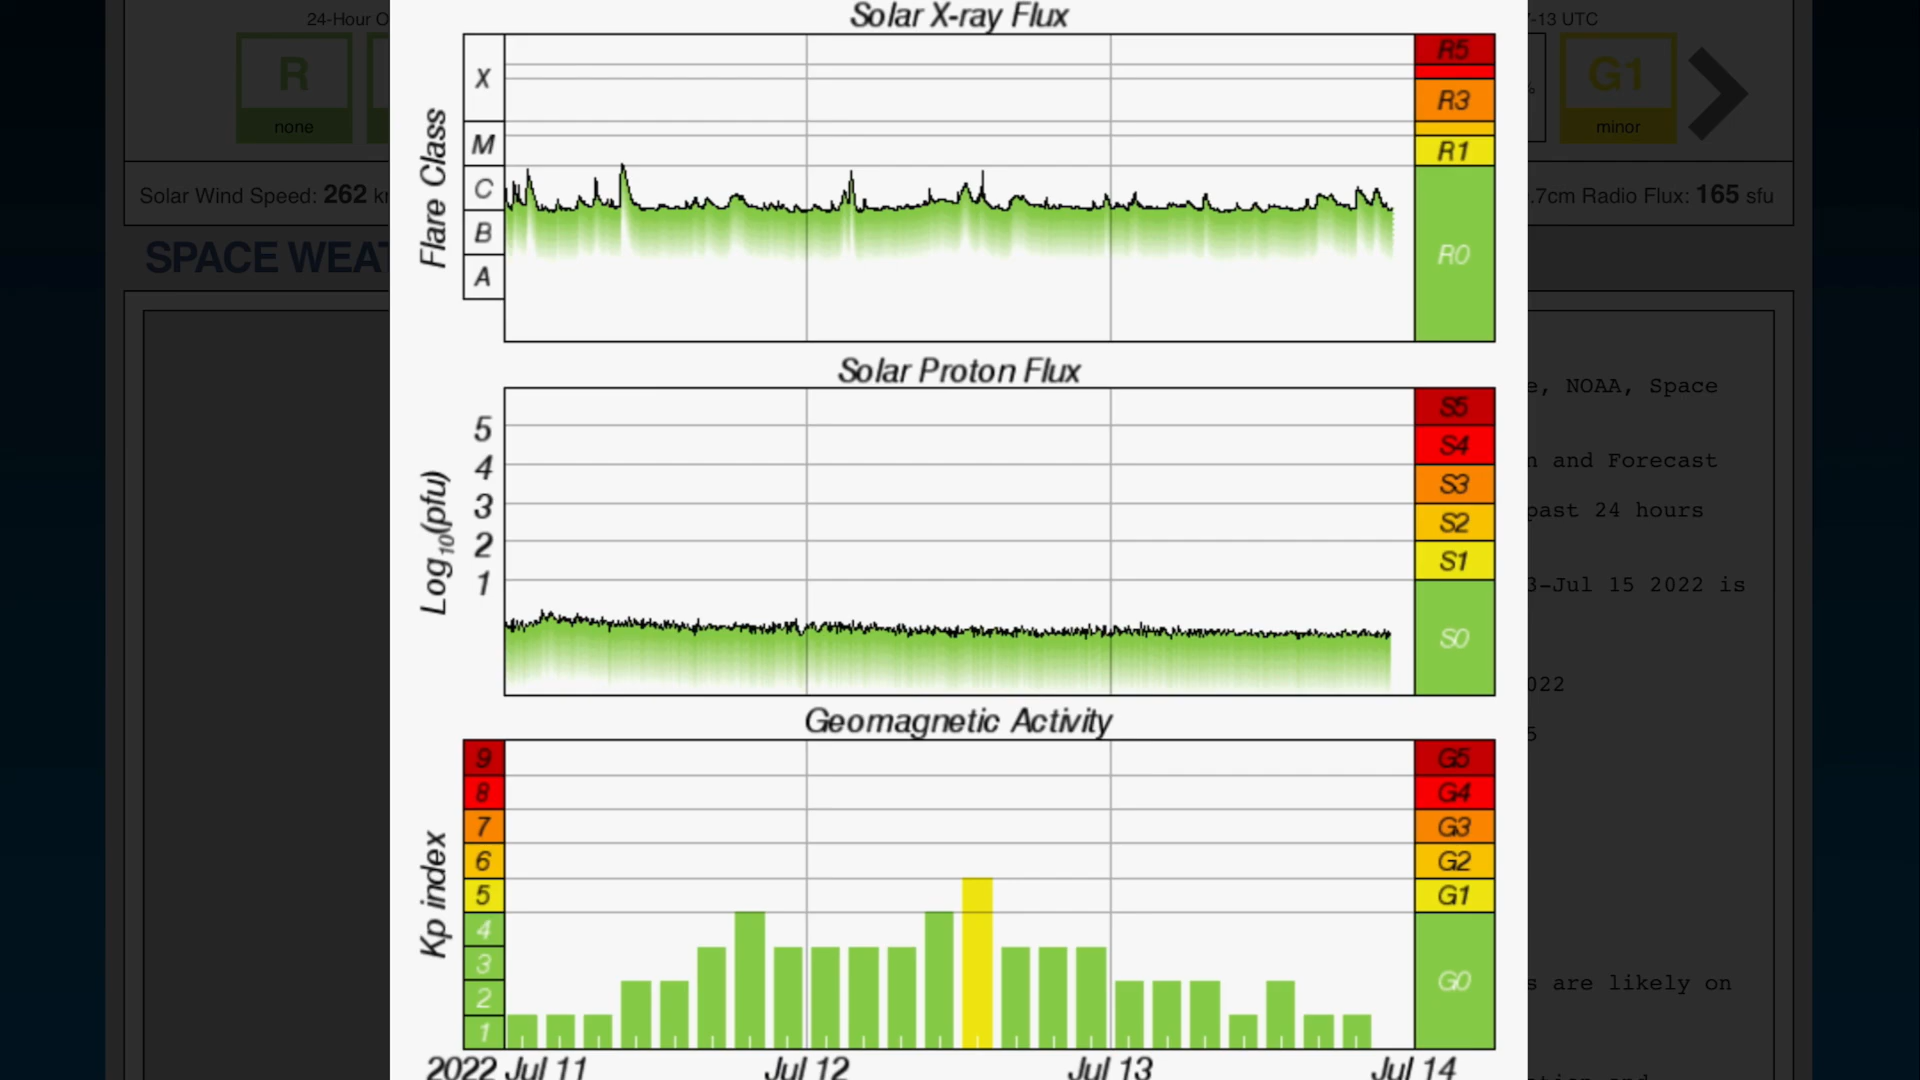 24-Hour O
-13 UTC
Solar X-ray Flux
R
none
G1
minor
Flare Class
X
M
C
B
A
R5
R3
R1
R0
Solar Wind Speed: 262
.7cm Radio Flux: 165 sfu
SPACE WEAT
Solar Proton Flux
Log10(pfu)
5
4
3
2
1
S5
S4
S3
S2
S1
S0
e, NOAA, Space
n and Forecast
past 24 hours
3-Jul 15 2022 is
022
5
s are likely on
Geomagnetic Activity
Kp index
9
8
7
6
5
4
3
2
1
G5
G4
G3
G2
G1
G0
2022 Jul 11
Jul 12
Jul 13
Jul 14